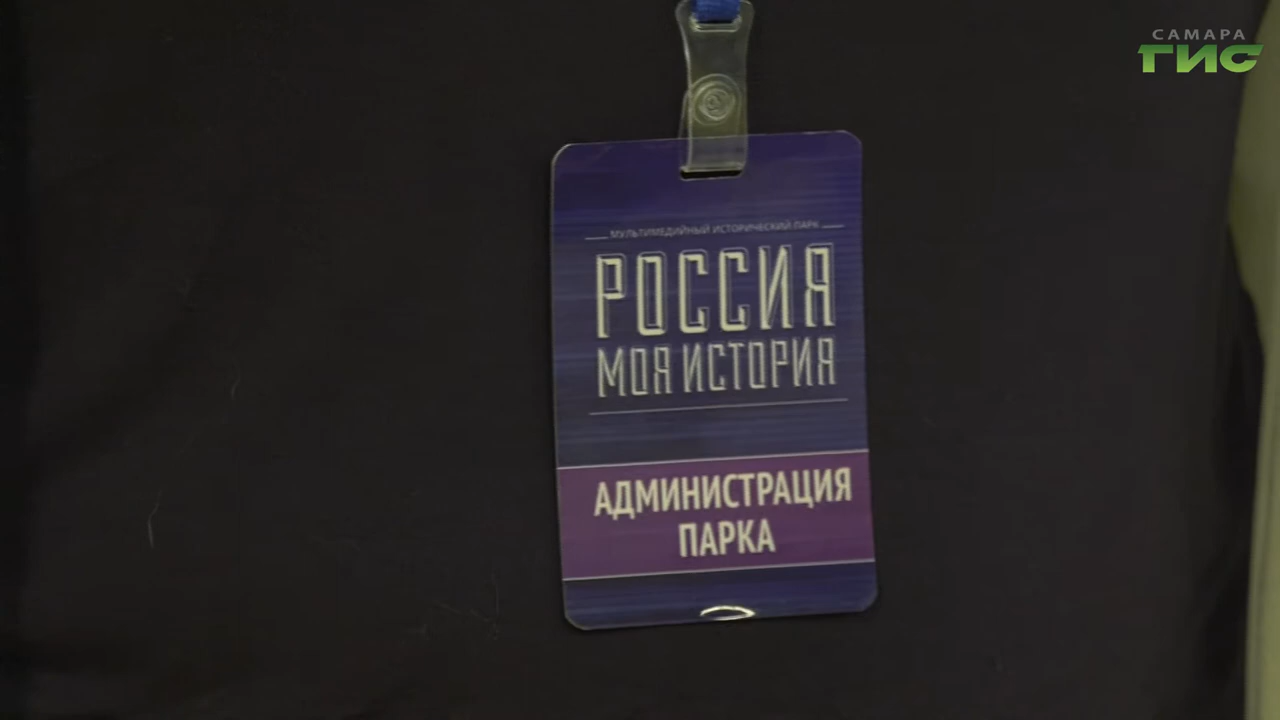 САМАРА
ГИС
МУЛЬТИМЕДИЙНЫЙ ИСТОРИЧЕСКИЙ ПАРК
РОССИЯ
МОЯ ИСТОРИЯ
АДМИНИСТРАЦИЯ
ПАРКА